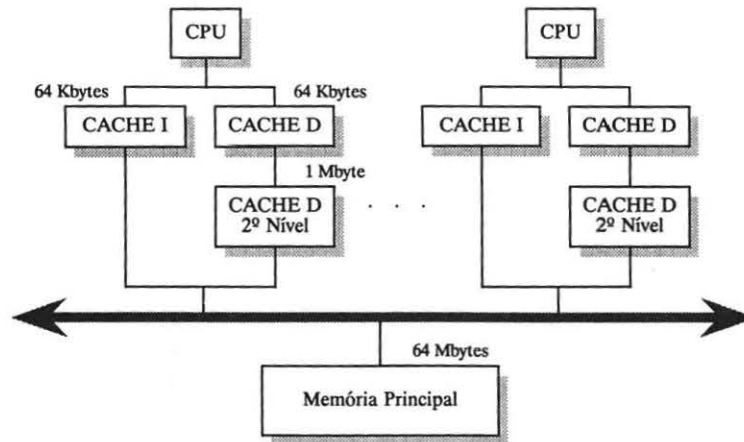 CPU
CPU
64 Kbytes
64 Kbytes
CACHE I
CACHE D
CACHE I
CACHE D
1 Mbyte
CACHE D
2º Nível
. . .
CACHE D
2º Nível
64 Mbytes
Memória Principal